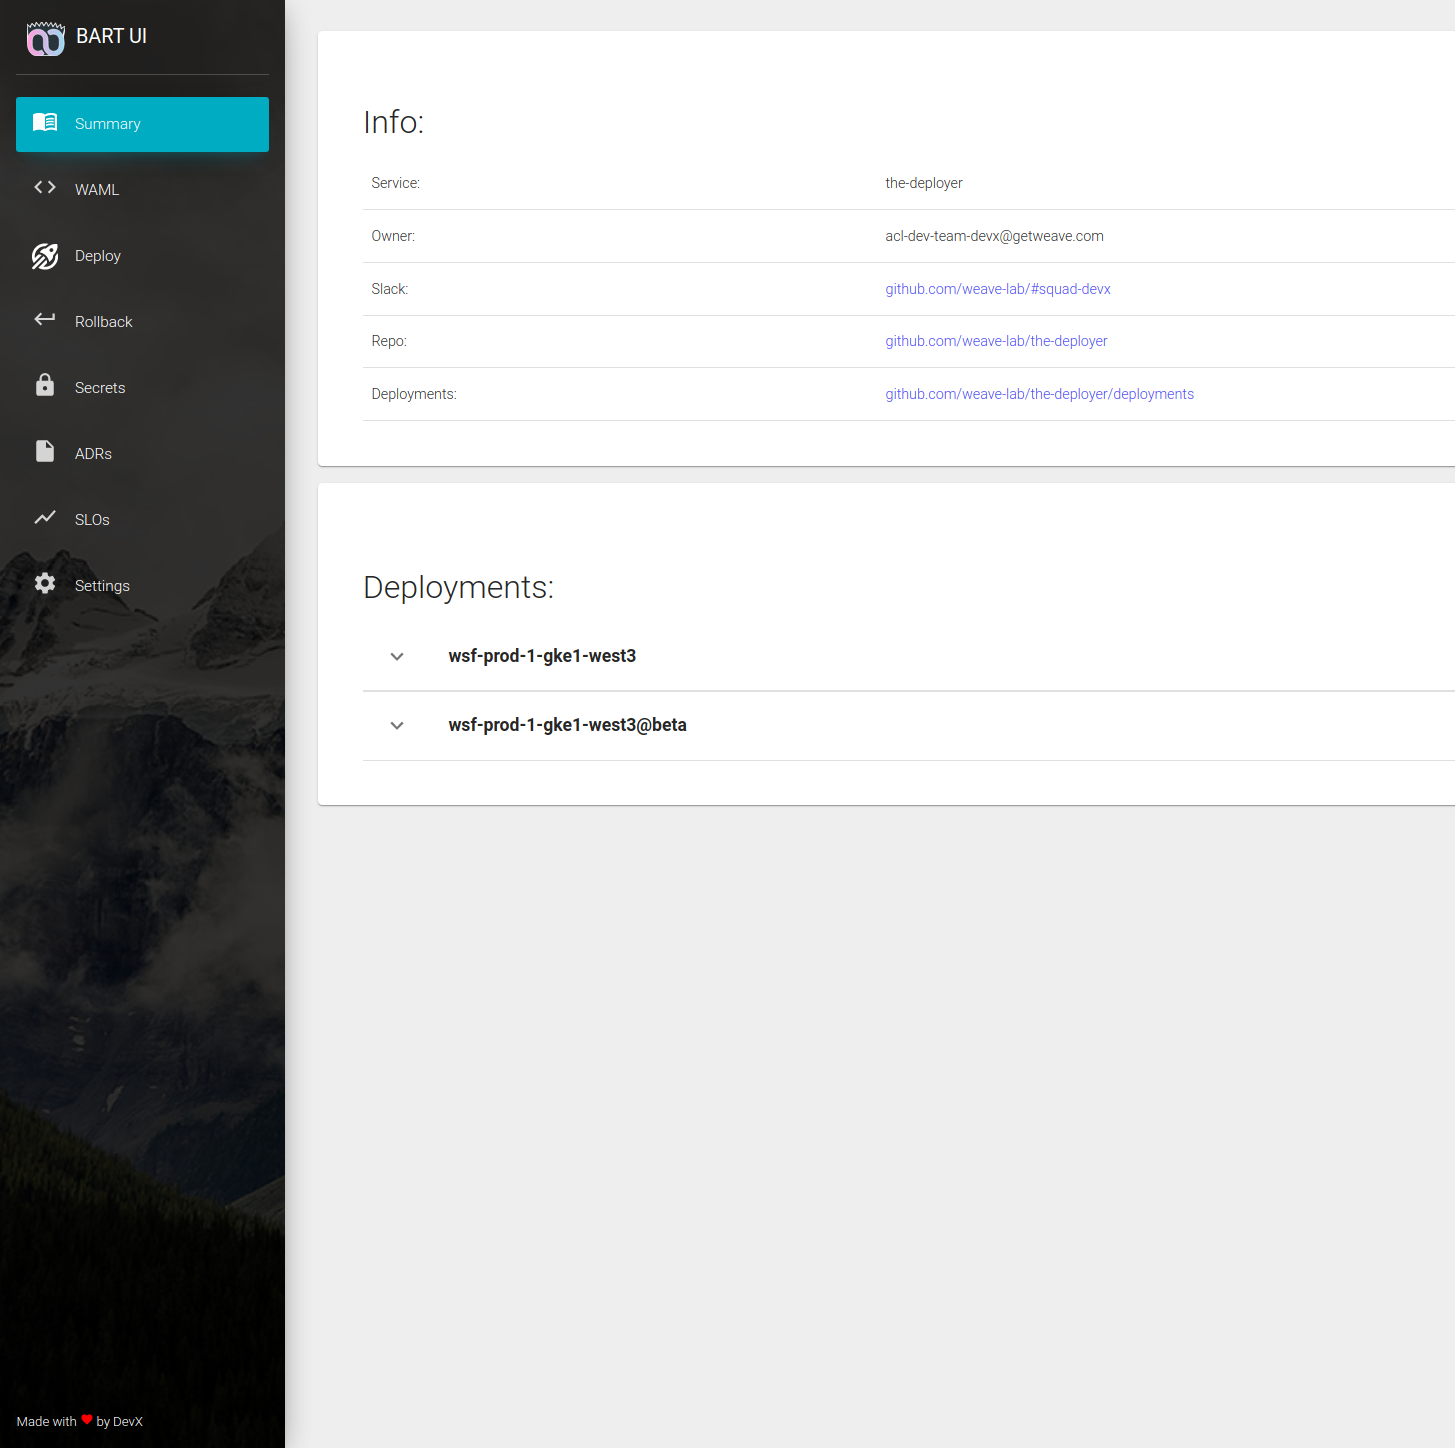 BART UI
Summary
WAML
Deploy
Rollback
Secrets
ADRs
SLOs
Settings
Made with ❤ by DevX
Info:
Service: the-deployer
Owner: acl-dev-team-devx@getweave.com
Slack: github.com/weave-lab/#squad-devx
Repo: github.com/weave-lab/the-deployer
Deployments: github.com/weave-lab/the-deployer/deployments
Deployments:
wsf-prod-1-gke1-west3
wsf-prod-1-gke1-west3@beta